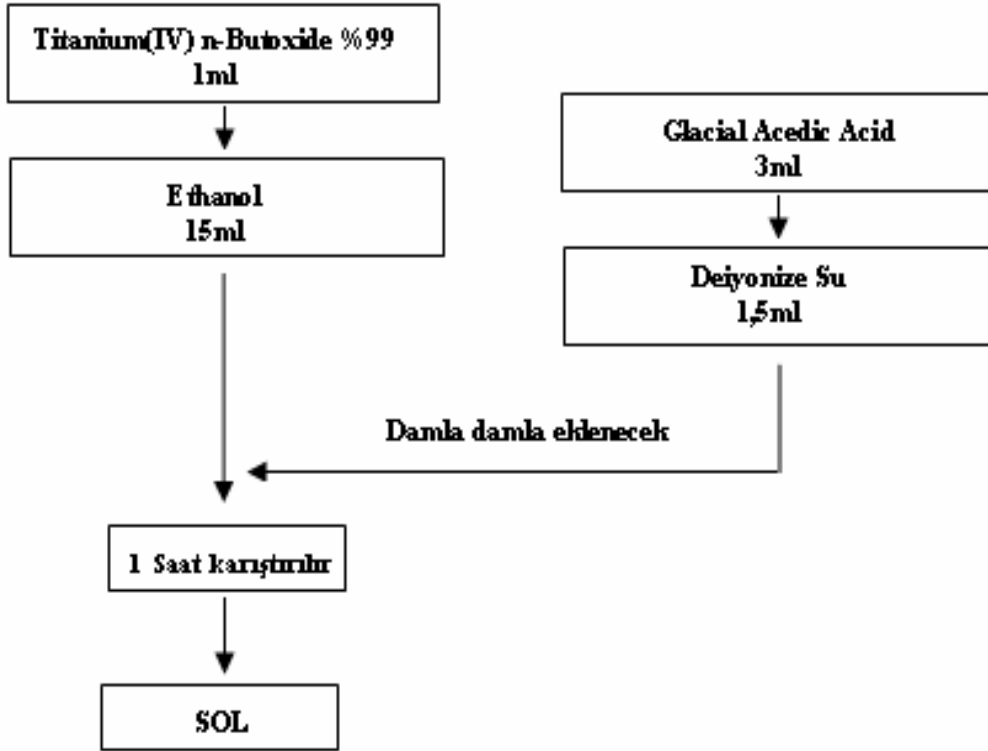 Titanium(IV) n-Butoxide %99
1ml
Ethanol
15ml
Glacial Acedic Acid
3ml
Deiyonize Su
1,5ml
Damla damla eklenecek
1 Saat karıştırılır
SOL